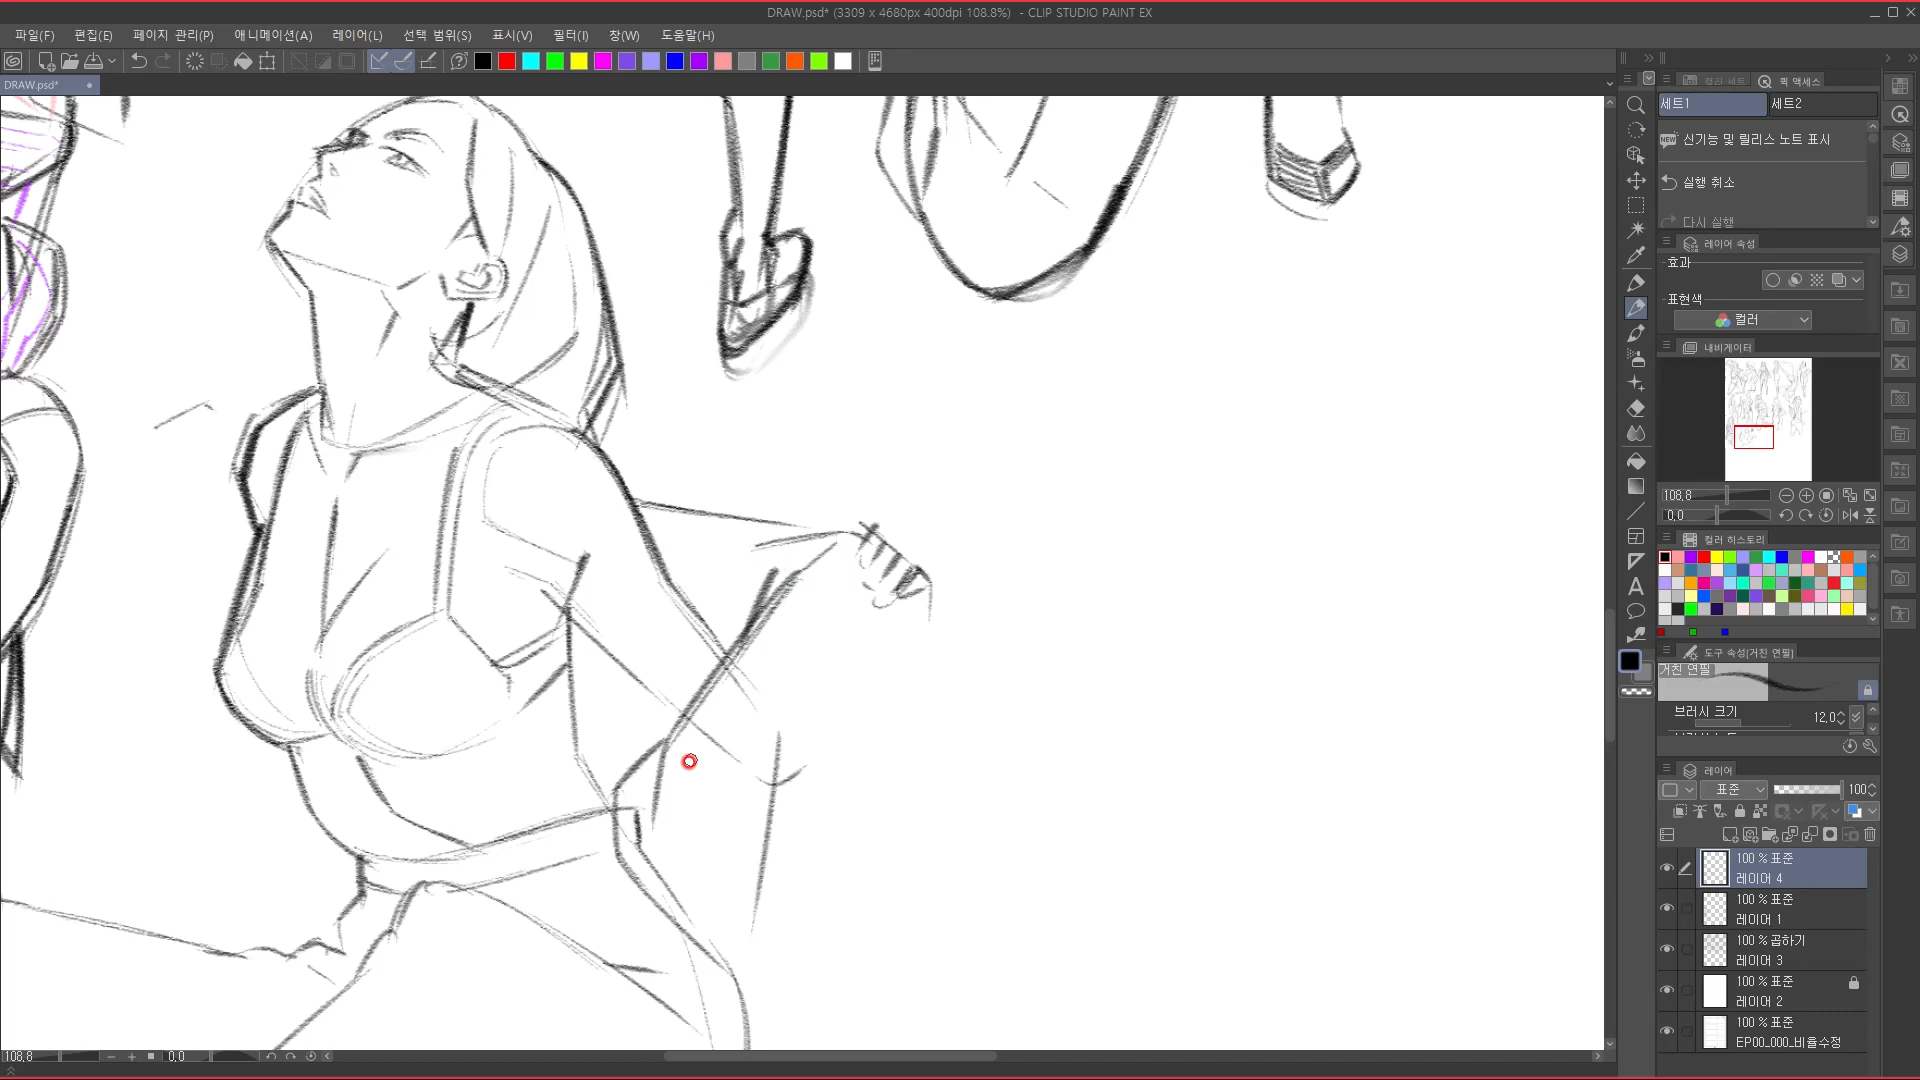 DRAW.psd* (3309 x 4680px 400dpi 108.8%) - CLIP STUDIO PAINT EX
파일(F) 편집(E) 페이지 관리(P) 애니메이션(A) 레이어(L) 선택 범위(S) 표시(V) 필터(I) 창(W) 도움말(H)
DRAW.psd*
컬러 세트 퀵 액세스
세트1 세트2
신기능 및 릴리스 노트 표시
실행 취소
다시 실행
레이어 속성
효과
표현색
컬러
내비게이터
108.8
0.0
컬러 히스토리
도구 속성[거친 연필]
거친 연필
브러시 크기 12.0
레이어
표준 100
100 % 표준
레이어 4
100 % 표준
레이어 1
100 % 곱하기
레이어 3
100 % 표준
레이어 2
100 % 표준
EP00_000_비율수정
108.8 0.0